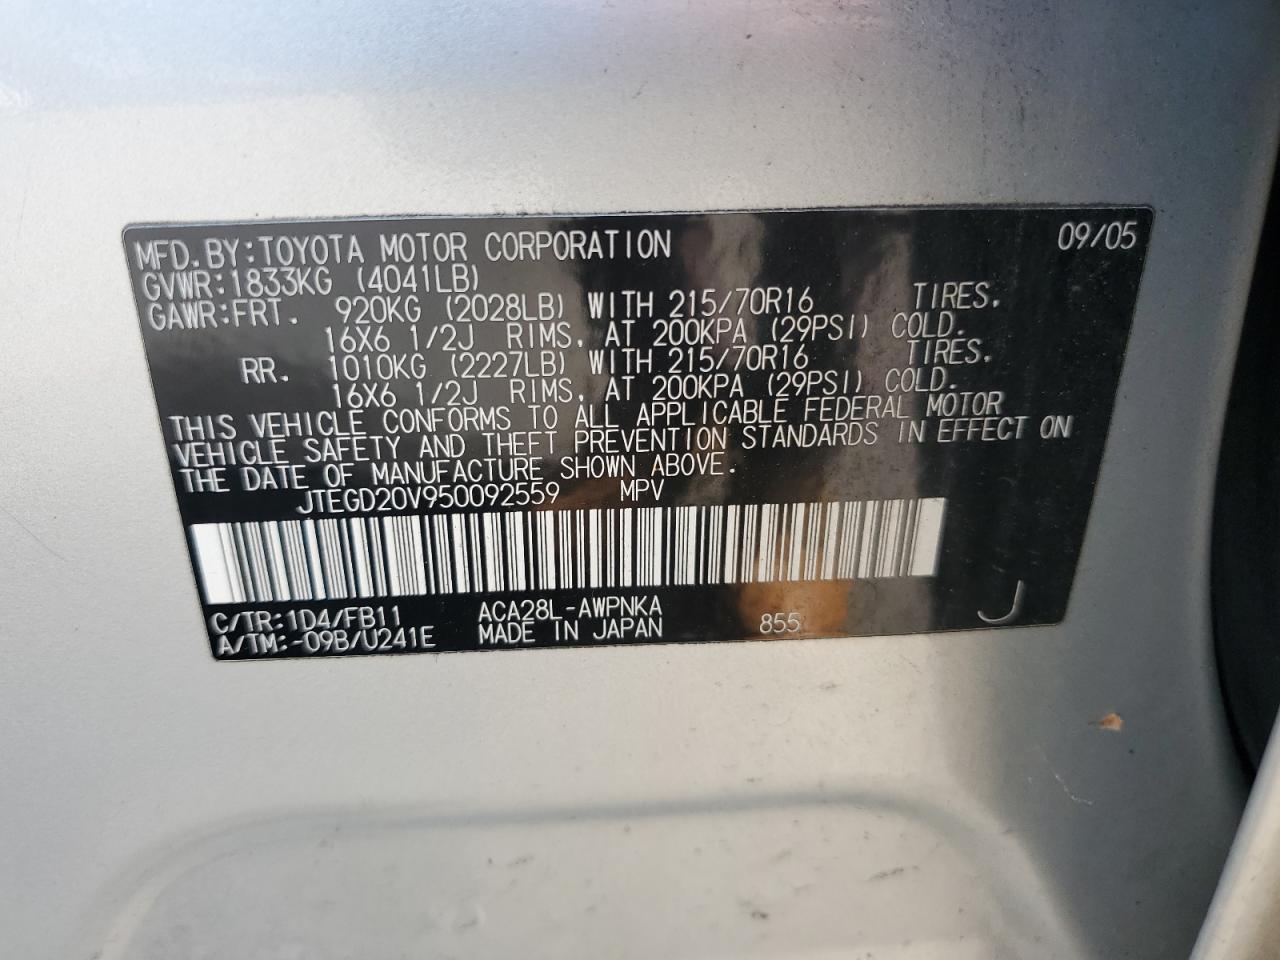 MFD.BY:TOYOTA MOTOR CORPORATION 09/05
GVWR:1833KG (4041LB)
GAWR:FRT. 920KG (2028LB) WITH 215/70R16 TIRES,
16X6 1/2J RIMS, AT 200KPA (29PSI) COLD.
RR. 1010KG (2227LB) WITH 215/70R16 TIRES,
16X6 1/2J RIMS, AT 200KPA (29PSI) COLD.
THIS VEHICLE CONFORMS TO ALL APPLICABLE FEDERAL MOTOR
VEHICLE SAFETY AND THEFT PREVENTION STANDARDS IN EFFECT ON
THE DATE OF MANUFACTURE SHOWN ABOVE.
JTEGD20V950092559 MPV
C/TR:1D4/FB11 ACA28L-AWPNKA
A/TM:-09B/U241E MADE IN JAPAN 855 J